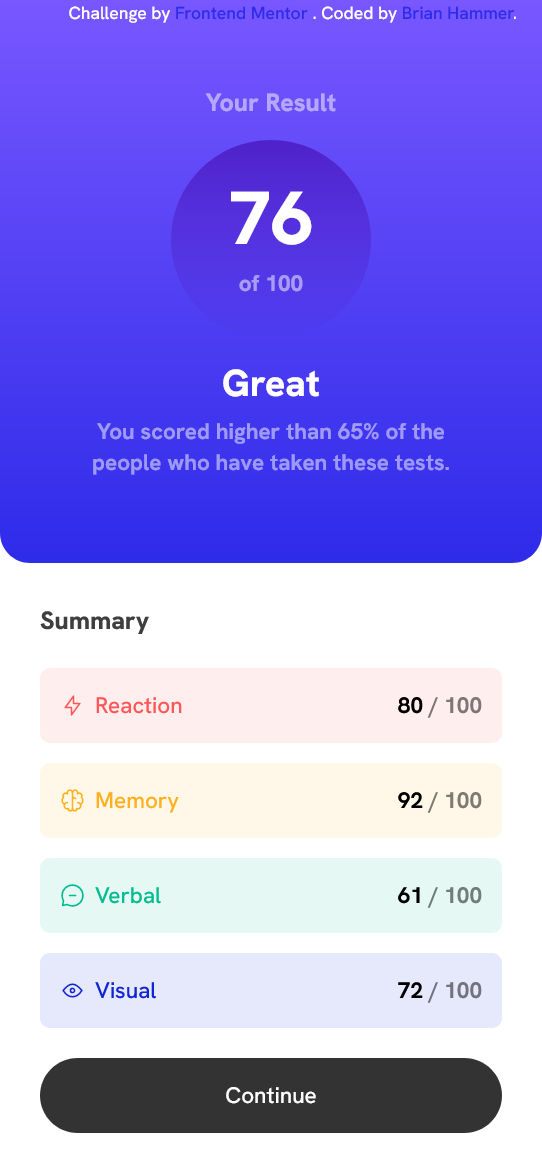 Challenge by Frontend Mentor . Coded by Brian Hammer.
Your Result
76
of 100
Great
You scored higher than 65% of the
people who have taken these tests.
Summary
Reaction 80 / 100
Memory 92 / 100
Verbal 61 / 100
Visual 72 / 100
Continue